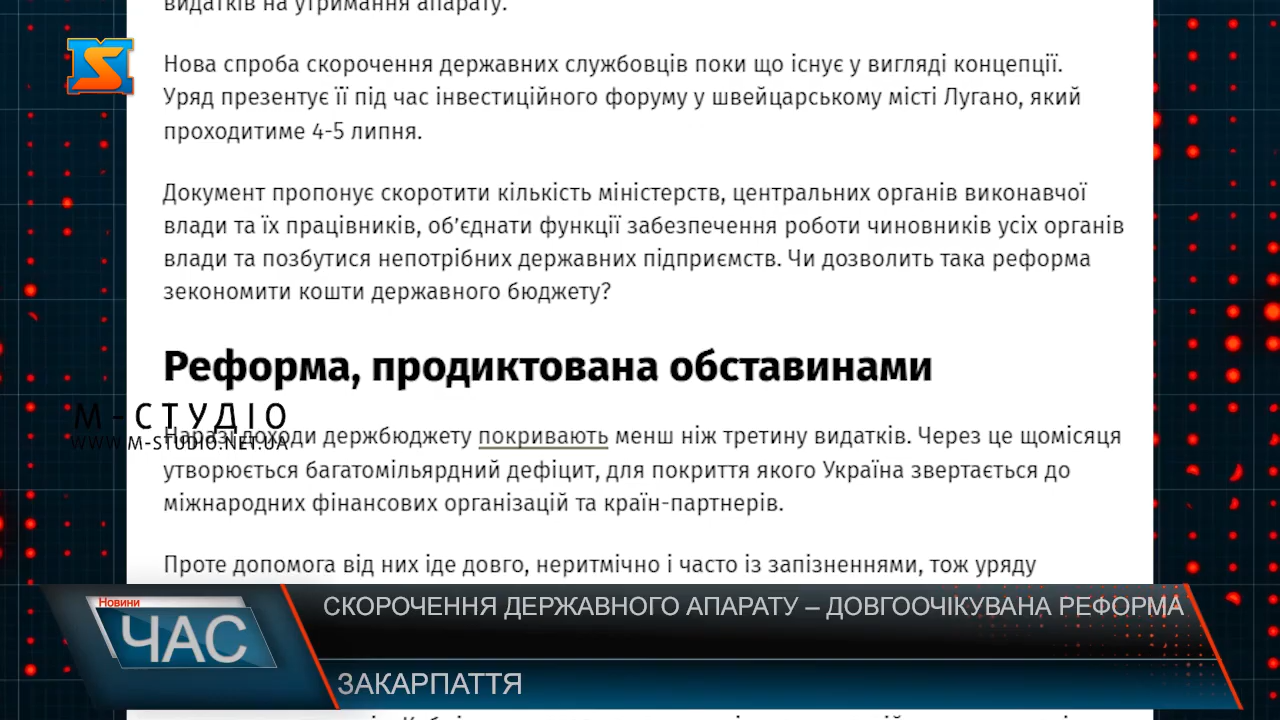 видатків на утримання апарату.
Нова спроба скорочення державних службовців поки що існує у вигляді концепції.
Уряд презентує її під час інвестиційного форуму у швейцарському місті Лугано, який
проходитиме 4-5 липня.
Документ пропонує скоротити кількість міністерств, центральних органів виконавчої
влади та їх працівників, об’єднати функції забезпечення роботи чиновників усіх органів
влади та позбутися непотрібних державних підприємств. Чи дозволить така реформа
зекономити кошти державного бюджету?
Реформа, продиктована обставинами
М-СТУДІО
WWW.M-STUDIO.NET.UA
Наразі доходи держбюджету покривають менш ніж третину видатків. Через це щомісяця
утворюється багатомільярдний дефіцит, для покриття якого Україна звертається до
міжнародних фінансових організацій та країн-партнерів.
Проте допомога від них іде довго, неритмічно і часто із запізненнями, тож уряду
Новини
ЧАС
СКОРОЧЕННЯ ДЕРЖАВНОГО АПАРАТУ – ДОВГООЧІКУВАНА РЕФОРМА
ЗАКАРПАТТЯ